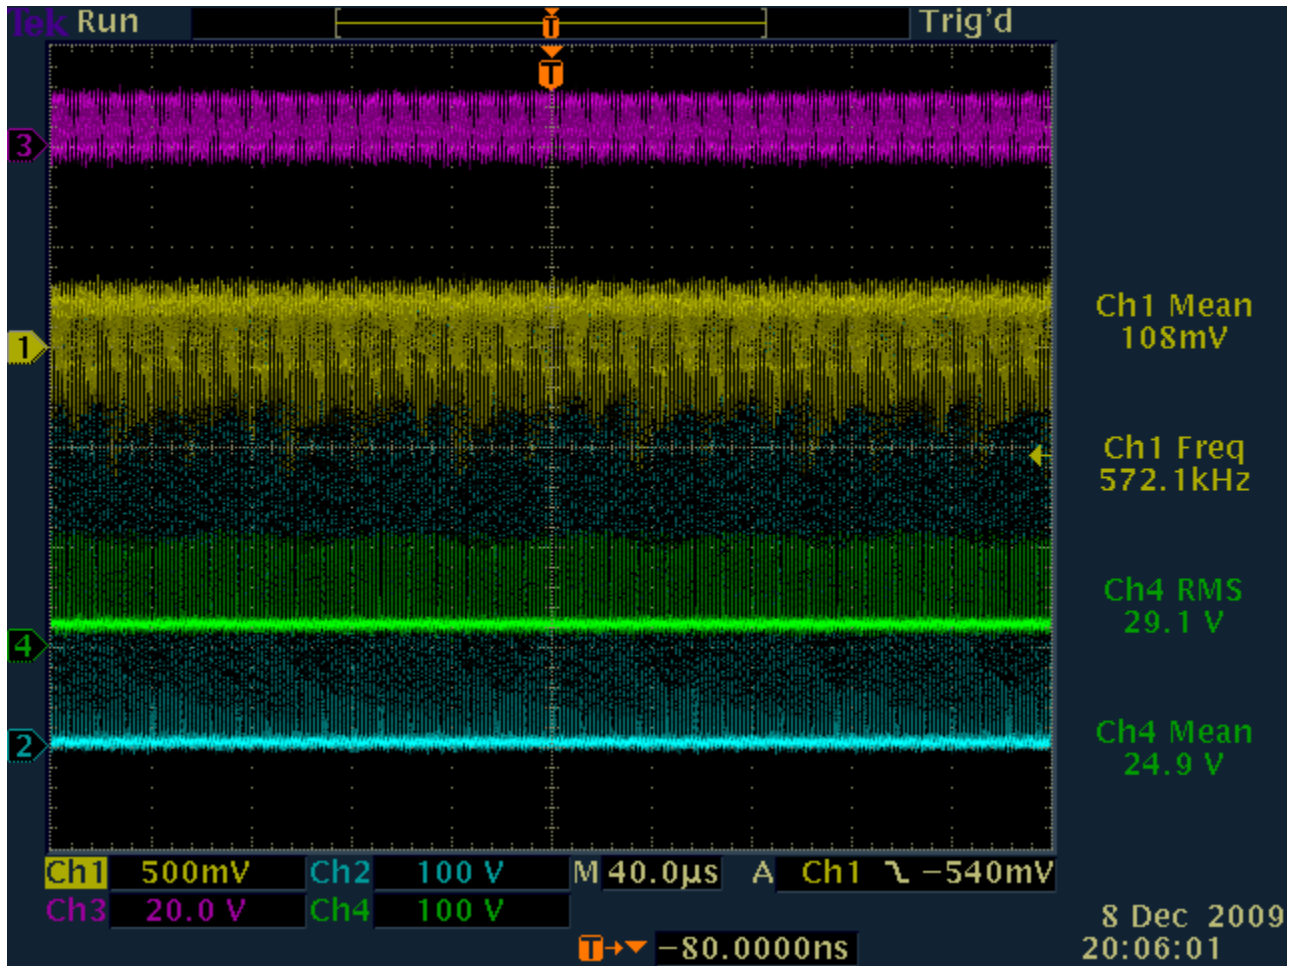 Tek Run Trig'd
T
T
3
1
4
2
Ch1 Mean
108mV
Ch1 Freq
572.1kHz
Ch4 RMS
29.1 V
Ch4 Mean
24.9 V
Ch1 500mV Ch2 100 V M 40.0µs A Ch1 -540mV
Ch3 20.0 V Ch4 100 V
T→▼ -80.0000ns
8 Dec 2009
20:06:01